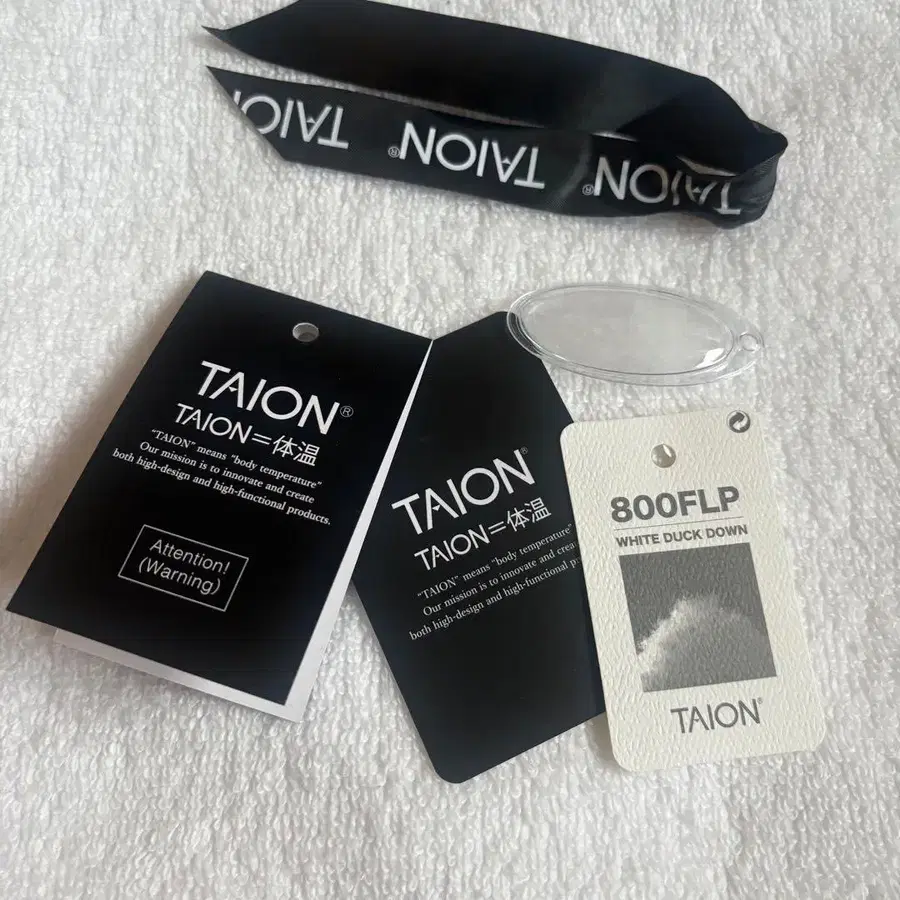 TAION
TAION®
TAION®
TAION®
TAION=体温
"TAION" means "body temperature"
Our mission is to innovate and create
both high-design and high-functional products.
Attention!
(Warning)
TAION®
TAION=体温
"TAION" means "body temperature"
Our mission is to innovate and crea
both high-design and high-functional p
800FLP
WHITE DUCK DOWN
TAION®